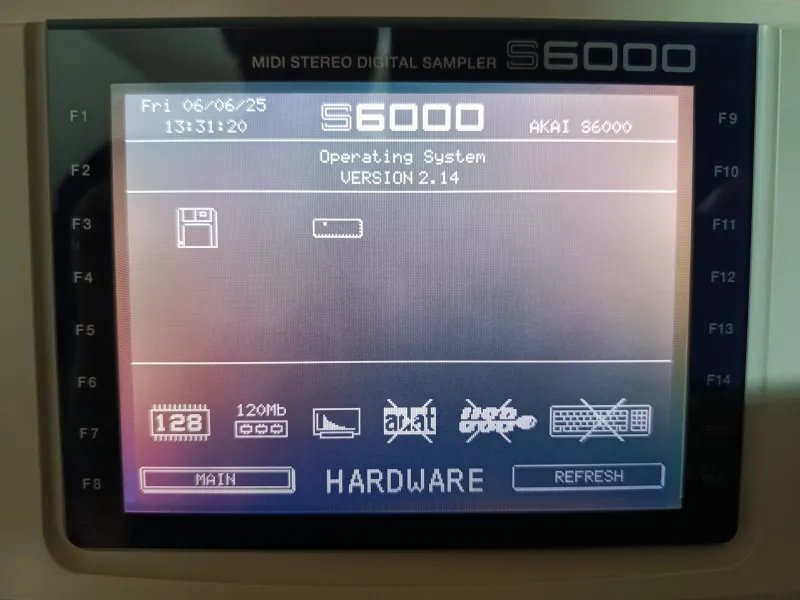 MIDI STEREO DIGITAL SAMPLER S6000
F1
F2
F3
F4
F5
F6
F7
F8
Fri 06/06/25
13:31:20
S6000
AKAI S6000
Operating System
VERSION 2.14
128
120Mb
adat
usb
MAIN
HARDWARE
REFRESH
F9
F10
F11
F12
F13
F14